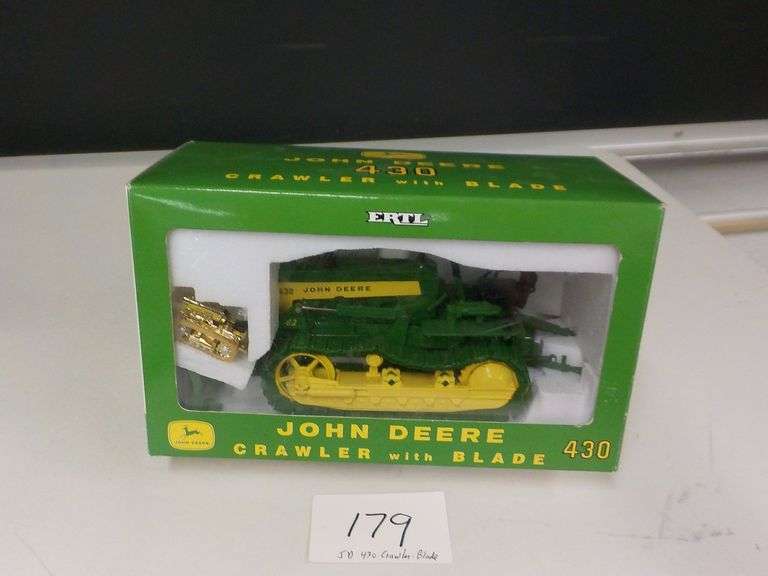 JOHN DEERE
430
CRAWLER with BLADE
ERTL
430 JOHN DEERE
JOHN DEERE
JOHN DEERE
CRAWLER with BLADE 430
179
JD 430 Crawler Blade